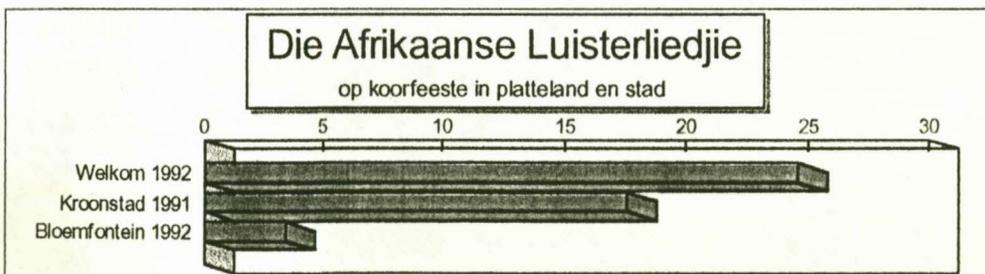 Die Afrikaanse Luisterliedjie
op koorfeeste in platteland en stad
0 5 10 15 20 25 30
Welkom 1992
Kroonstad 1991
Bloemfontein 1992